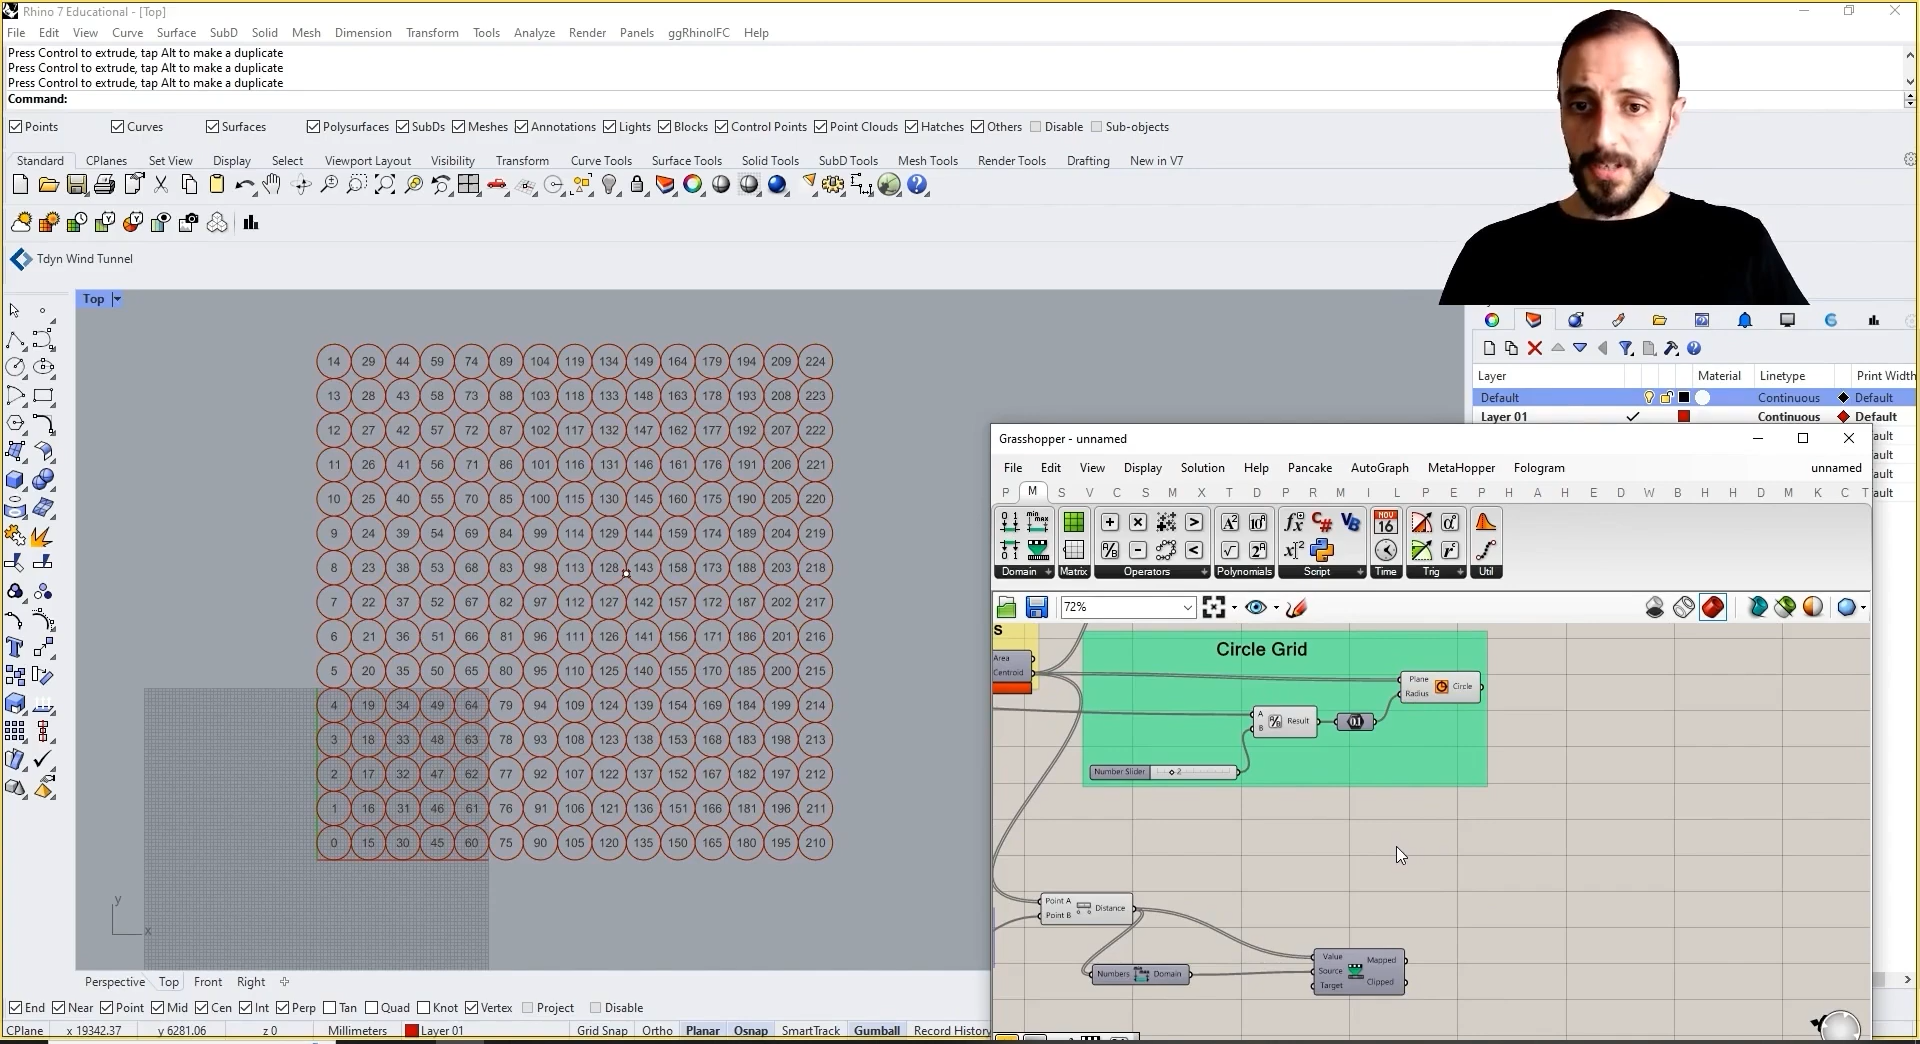 Rhino 7 Educational - [Top]
File Edit View Curve Surface SubD Solid Mesh Dimension Transform Tools Analyze Render Panels ggRhinoIFC Help
Press Control to extrude, tap Alt to make a duplicate
Press Control to extrude, tap Alt to make a duplicate
Press Control to extrude, tap Alt to make a duplicate
Command:
Points Curves Surfaces Polysurfaces SubDs Meshes Annotations Lights Blocks Control Points Point Clouds Hatches Others Disable Sub-objects
Standard CPlanes Set View Display Select Viewport Layout Visibility Transform Curve Tools Surface Tools Solid Tools SubD Tools Mesh Tools Render Tools Drafting New in V7
Tdyn Wind Tunnel
Top
14 29 44 59 74 89 104 119 134 149 164 179 194 209 224
13 28 43 58 73 88 103 118 133 148 163 178 193 208 223
12 27 42 57 72 87 102 117 132 147 162 177 192 207 222
11 26 41 56 71 86 101 116 131 146 161 176 191 206 221
10 25 40 55 70 85 100 115 130 145 160 175 190 205 220
9 24 39 54 69 84 99 114 129 144 159 174 189 204 219
8 23 38 53 68 83 98 113 128 143 158 173 188 203 218
7 22 37 52 67 82 97 112 127 142 157 172 187 202 217
6 21 36 51 66 81 96 111 126 141 156 171 186 201 216
5 20 35 50 65 80 95 110 125 140 155 170 185 200 215
4 19 34 49 64 79 94 109 124 139 154 169 184 199 214
3 18 33 48 63 78 93 108 123 138 153 168 183 198 213
2 17 32 47 62 77 92 107 122 137 152 167 182 197 212
1 16 31 46 61 76 91 106 121 136 151 166 181 196 211
0 15 30 45 60 75 90 105 120 135 150 165 180 195 210
y
x
Layer Material Linetype Print Width
Default Continuous Default
Layer 01 Continuous Default
ault
ault
ault
ault
Grasshopper - unnamed
File Edit View Display Solution Help Pancake AutoGraph MetaHopper Fologram unnamed
P M S V C S M X T D P R M I L P E P H A H E D W B H H D M K C T
Domain Matrix Operators Polynomials Script Time Trig Util
72%
S
Area
Centroid
Circle Grid
Plane
Radius
Circle
A
B
Result
Number Slider 2
Point A
Point B
Distance
Numbers Domain
Value
Source
Target
Mapped
Clipped
Perspective Top Front Right
End Near Point Mid Cen Int Perp Tan Quad Knot Vertex Project Disable
CPlane x 19342.37 y 6281.06 z 0 Millimeters Layer 01 Grid Snap Ortho Planar Osnap SmartTrack Gumball Record History